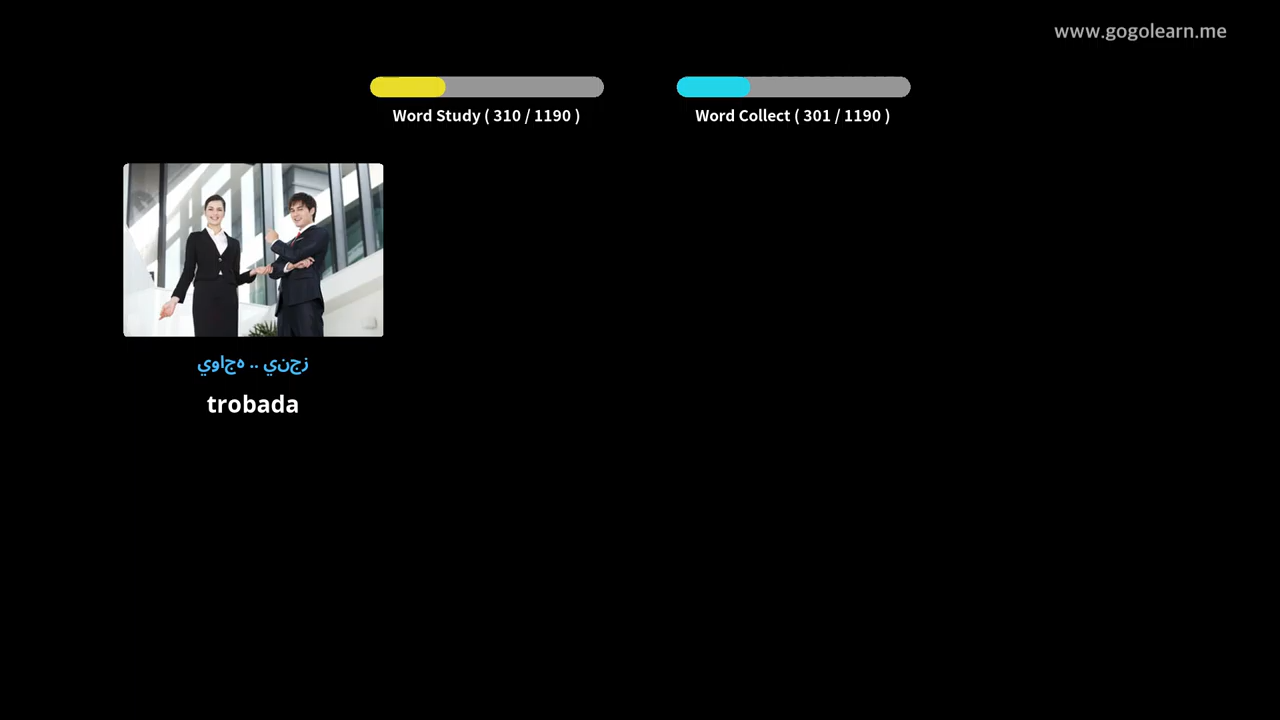 www.gogolearn.me
Word Study ( 310 / 1190 )
Word Collect ( 301 / 1190 )
زجني .. هجاوي
trobada